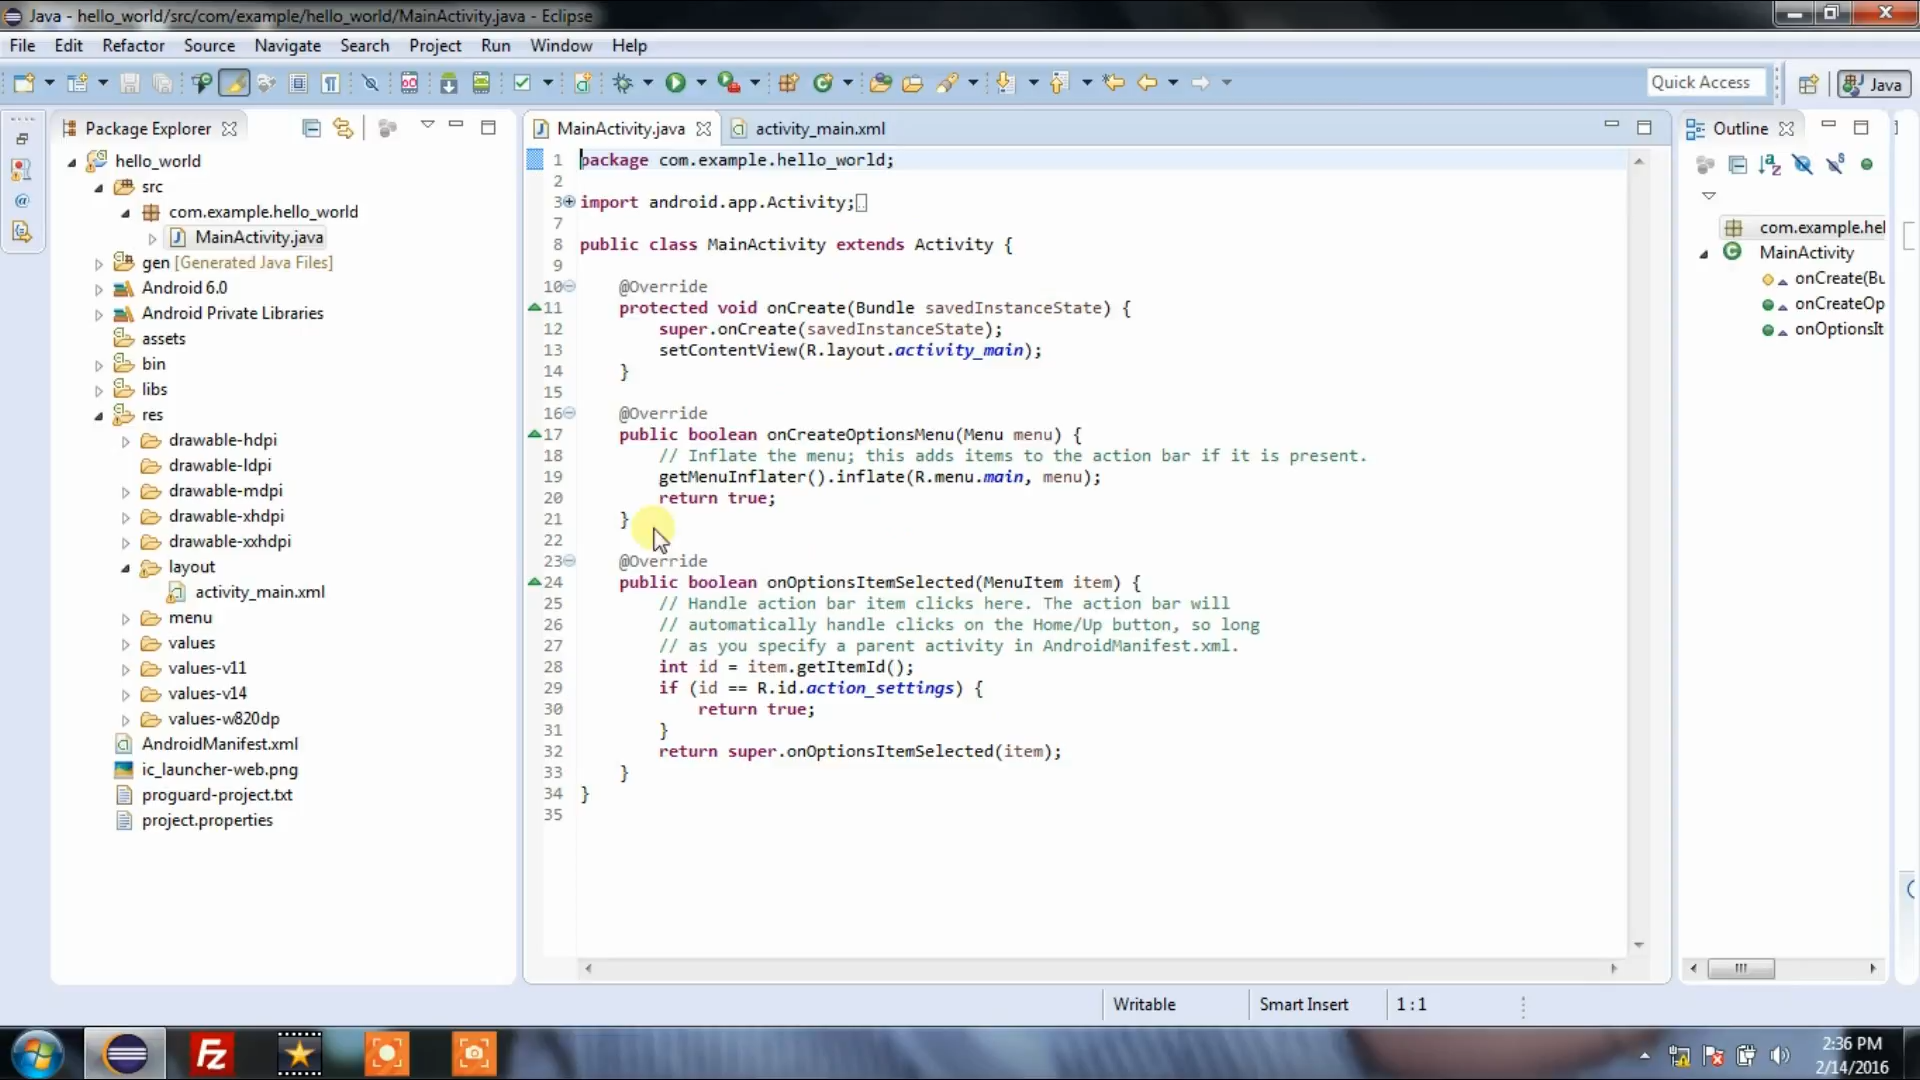 Java - hello_world/src/com/example/hello_world/MainActivity.java - Eclipse
File Edit Refactor Source Navigate Search Project Run Window Help
Quick Access
Java
Package Explorer
hello_world
src
com.example.hello_world
MainActivity.java
gen [Generated Java Files]
Android 6.0
Android Private Libraries
assets
bin
libs
res
drawable-hdpi
drawable-ldpi
drawable-mdpi
drawable-xhdpi
drawable-xxhdpi
layout
activity_main.xml
menu
values
values-v11
values-v14
values-w820dp
AndroidManifest.xml
ic_launcher-web.png
proguard-project.txt
project.properties
MainActivity.java
activity_main.xml
1 package com.example.hello_world;
2
3 import android.app.Activity;
7
8 public class MainActivity extends Activity {
9
10 @Override
11 protected void onCreate(Bundle savedInstanceState) {
12 super.onCreate(savedInstanceState);
13 setContentView(R.layout.activity_main);
14 }
15
16 @Override
17 public boolean onCreateOptionsMenu(Menu menu) {
18 // Inflate the menu; this adds items to the action bar if it is present.
19 getMenuInflater().inflate(R.menu.main, menu);
20 return true;
21 }
22
23 @Override
24 public boolean onOptionsItemSelected(MenuItem item) {
25 // Handle action bar item clicks here. The action bar will
26 // automatically handle clicks on the Home/Up button, so long
27 // as you specify a parent activity in AndroidManifest.xml.
28 int id = item.getItemId();
29 if (id == R.id.action_settings) {
30 return true;
31 }
32 return super.onOptionsItemSelected(item);
33 }
34 }
35
Outline
com.example.hel
MainActivity
onCreate(Bu
onCreateOp
onOptionsIt
Writable
Smart Insert
1 : 1
Fz
2:36 PM
2/14/2016